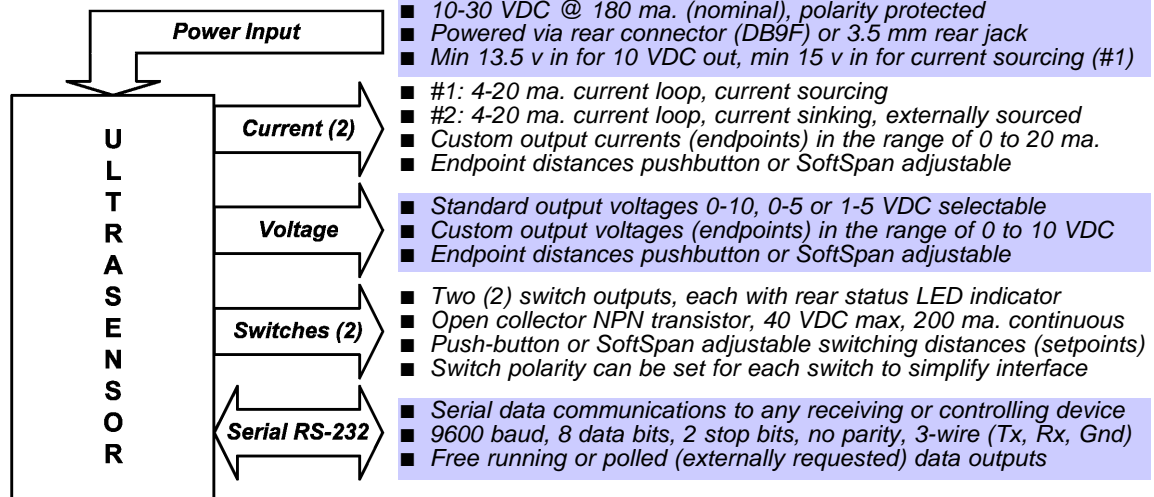 Power Input
■ 10-30 VDC @ 180 ma. (nominal), polarity protected
■ Powered via rear connector (DB9F) or 3.5 mm rear jack
■ Min 13.5 v in for 10 VDC out, min 15 v in for current sourcing (#1)
ULTRASENSOR
Current (2)
■ #1: 4-20 ma. current loop, current sourcing
■ #2: 4-20 ma. current loop, current sinking, externally sourced
■ Custom output currents (endpoints) in the range of 0 to 20 ma.
■ Endpoint distances pushbutton or SoftSpan adjustable
Voltage
■ Standard output voltages 0-10, 0-5 or 1-5 VDC selectable
■ Custom output voltages (endpoints) in the range of 0 to 10 VDC
■ Endpoint distances pushbutton or SoftSpan adjustable
Switches (2)
■ Two (2) switch outputs, each with rear status LED indicator
■ Open collector NPN transistor, 40 VDC max, 200 ma. continuous
■ Push-button or SoftSpan adjustable switching distances (setpoints)
■ Switch polarity can be set for each switch to simplify interface
Serial RS-232
■ Serial data communications to any receiving or controlling device
■ 9600 baud, 8 data bits, 2 stop bits, no parity, 3-wire (Tx, Rx, Gnd)
■ Free running or polled (externally requested) data outputs